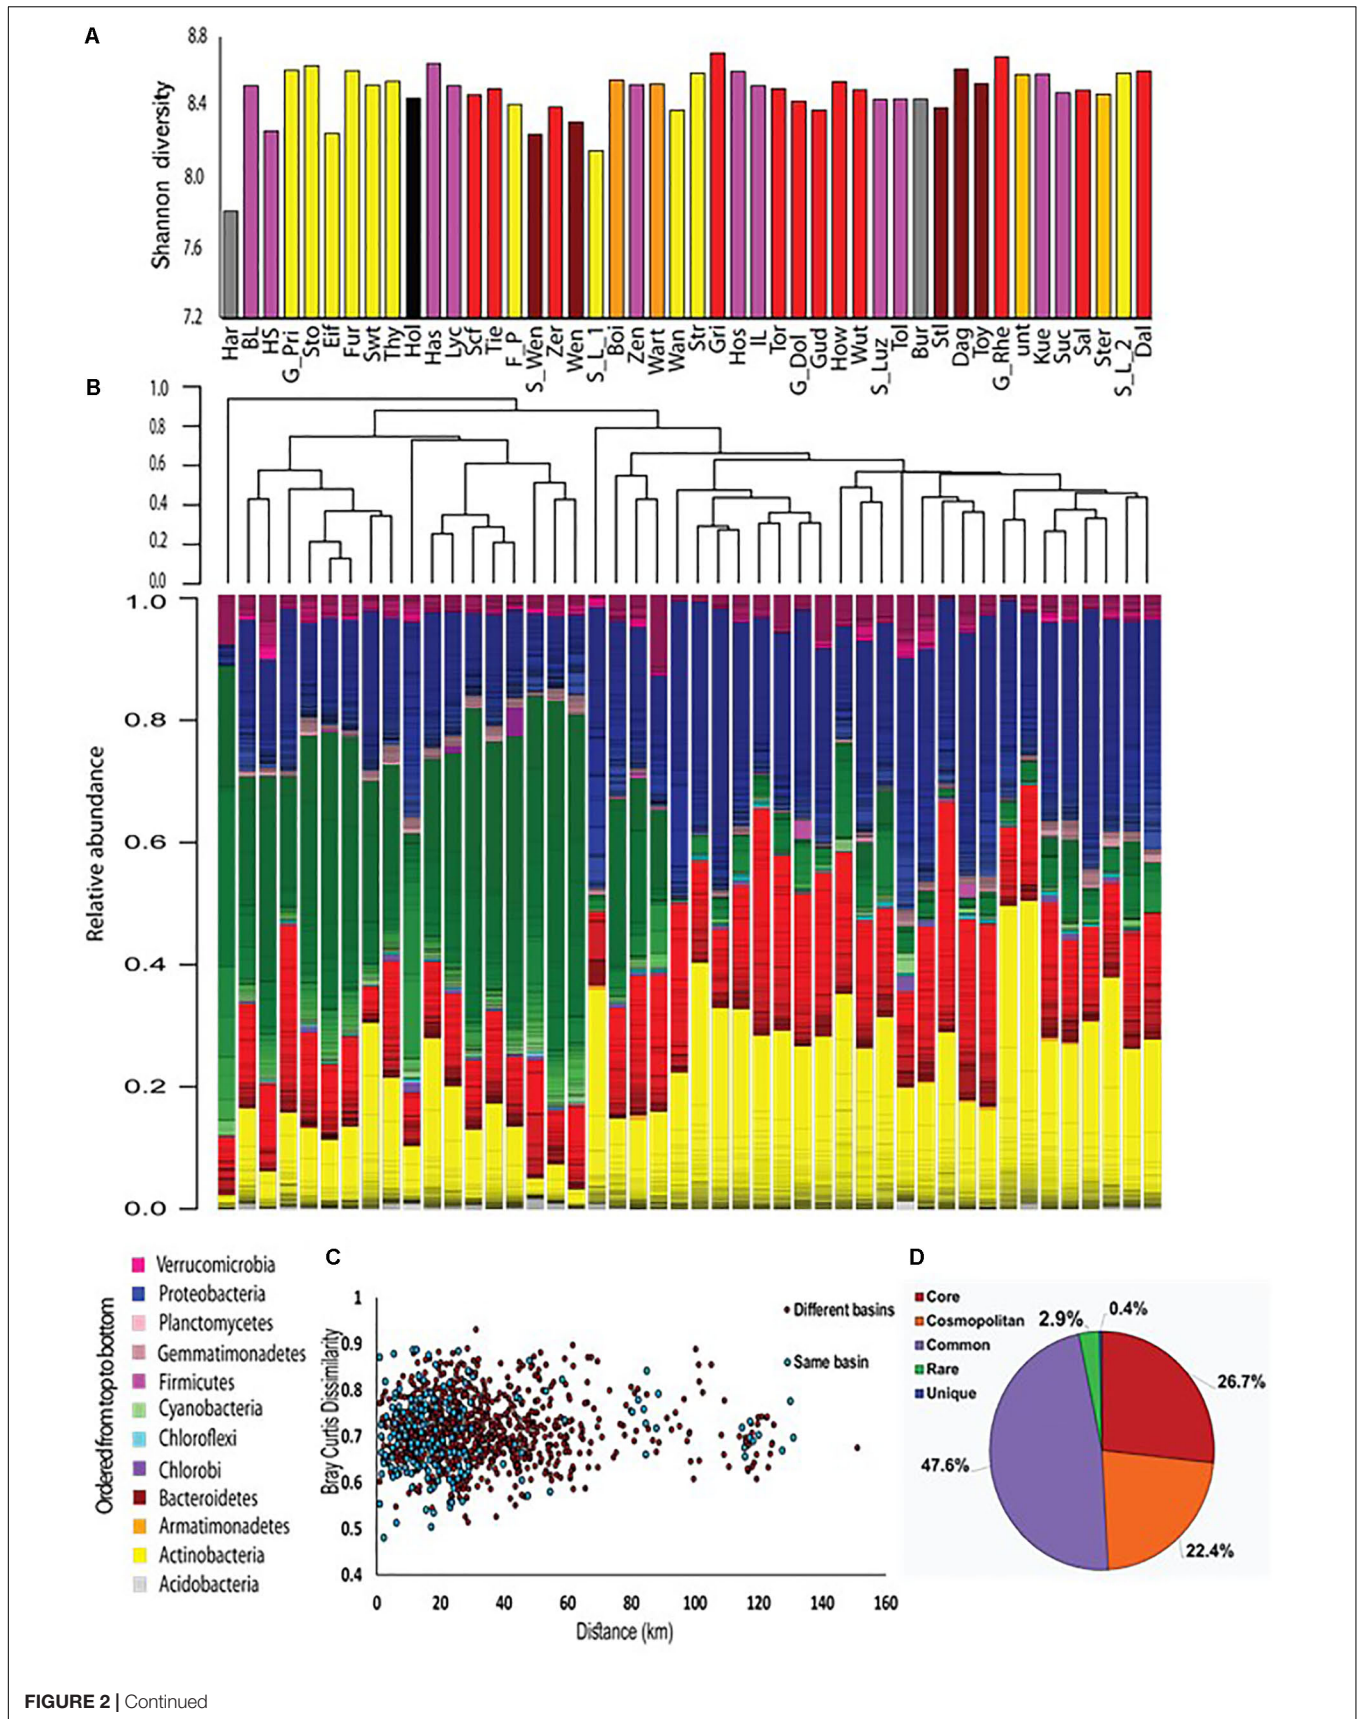 A
8.8
8.4
8.0
7.6
7.2
Shannon diversity
Har
BL
HS
G_Pri
Sto
Eif
Fur
Swt
Thy
Hol
Has
Lyc
Scf
Tie
F_P
S_Wen
Zer
Wen
S_L_1
Boi
Zen
Wart
Wan
Str
Gri
Hos
IL
Tor
G_Dol
Gud
How
Wut
S_Luz
Tol
Bur
Stl
Dag
Toy
G_Rhe
unt
Kue
Suc
Sal
Ster
S_L_2
Dal
B
1.0
0.8
0.6
0.4
0.2
0.0
1.0
0.8
0.6
0.4
0.2
0.0
Relative abundance
Ordered from top to bottom
Verrucomicrobia
Proteobacteria
Planctomycetes
Gemmatimonadetes
Firmicutes
Cyanobacteria
Chloroflexi
Chlorobi
Bacteroidetes
Armatimonadetes
Actinobacteria
Acidobacteria
C
Bray Curtis Dissimilarity
1
0.9
0.8
0.7
0.6
0.5
0.4
0 20 40 60 80 100 120 140 160
Distance (km)
Different basins
Same basin
D
Core
Cosmopolitan
Common
Rare
Unique
2.9%
0.4%
26.7%
47.6%
22.4%
FIGURE 2 | Continued